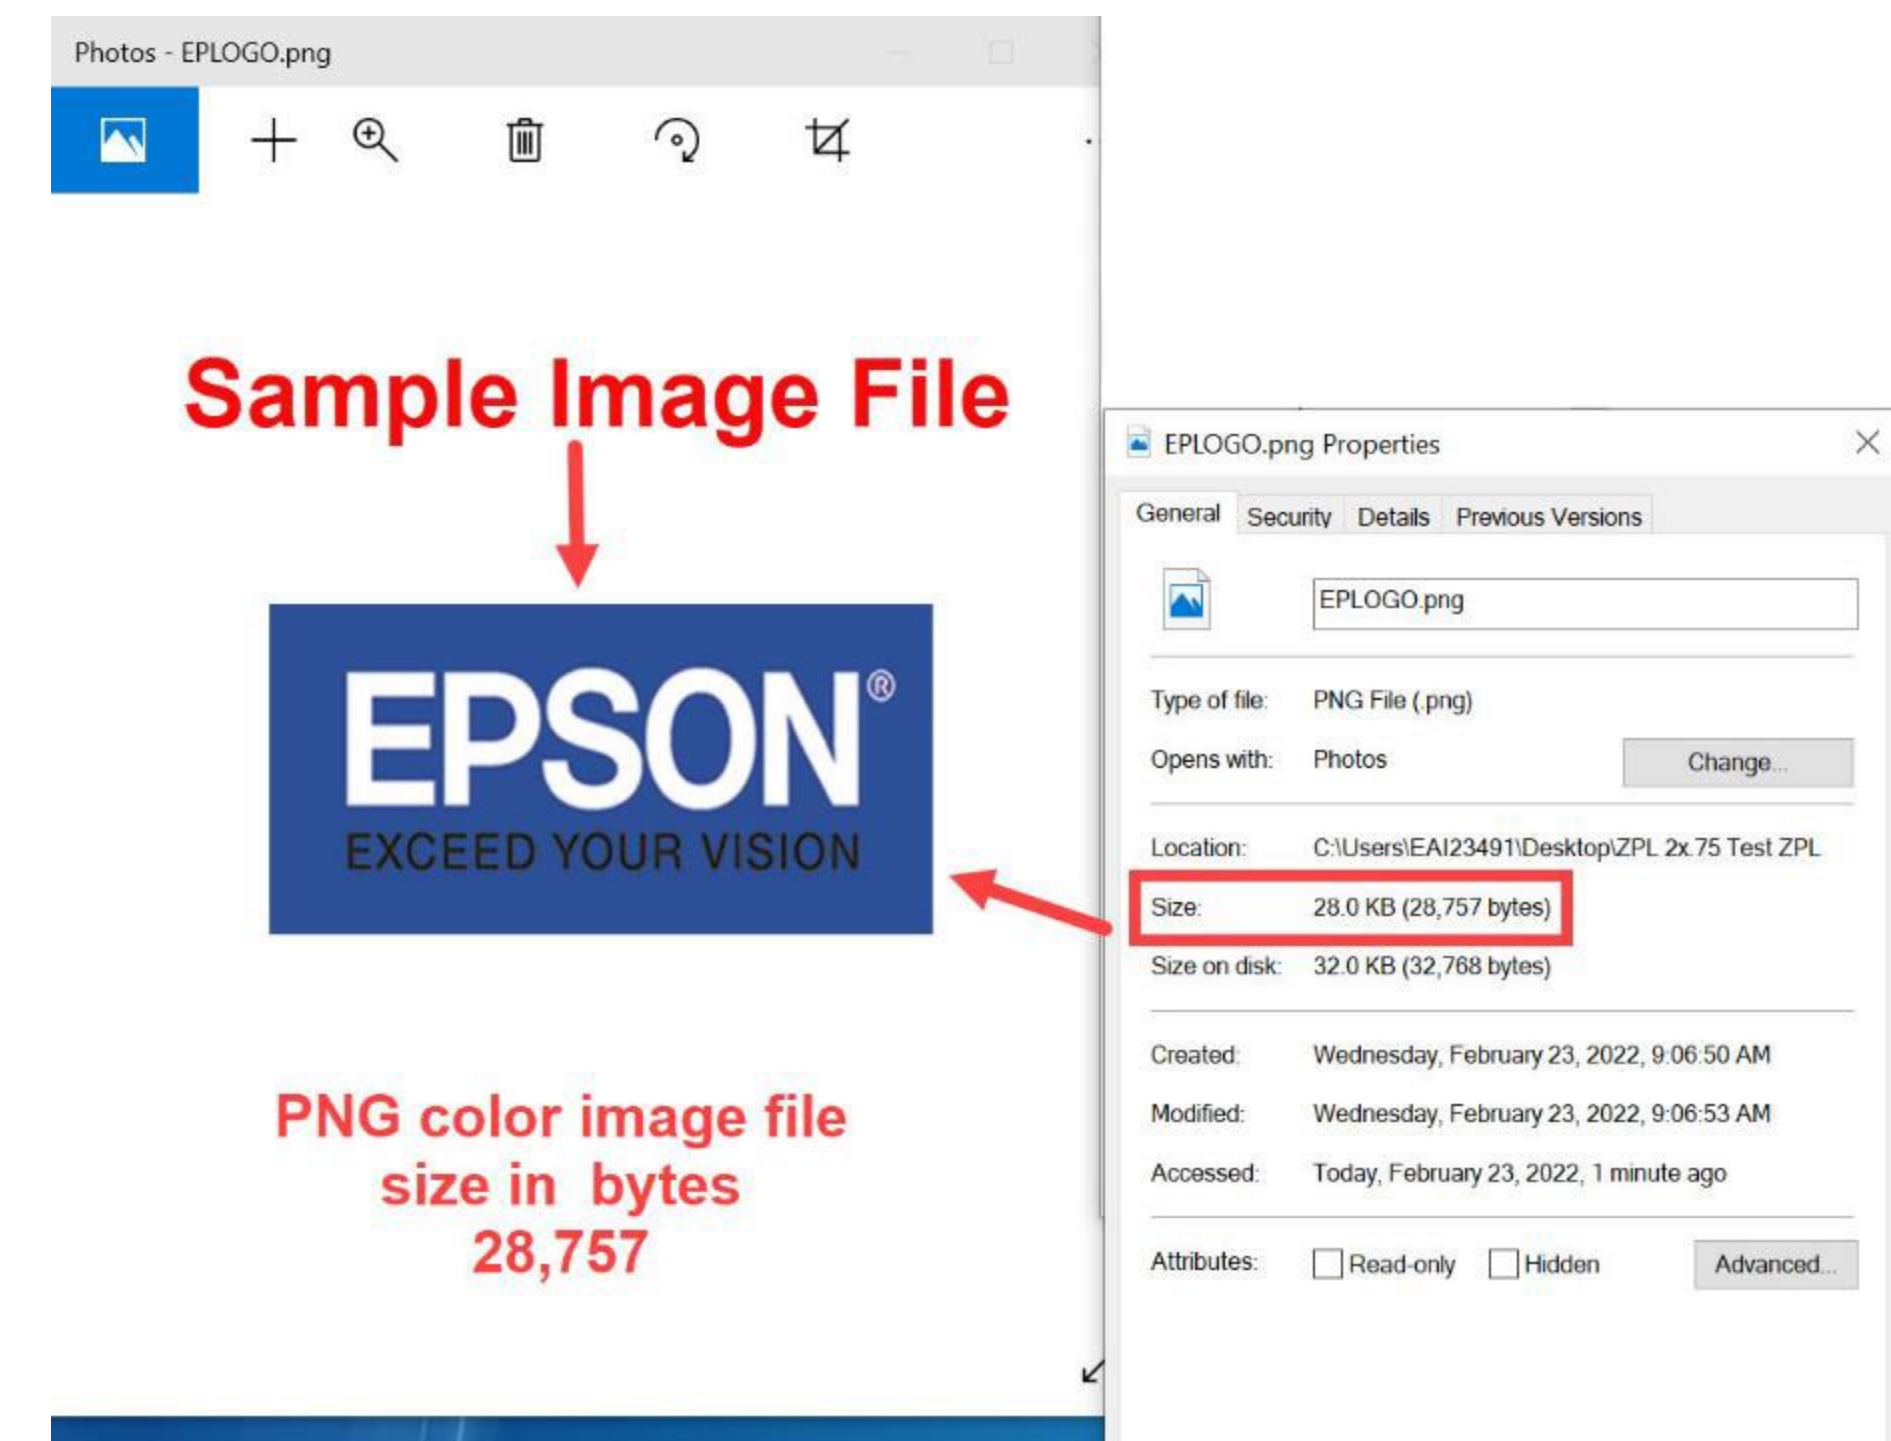 Photos - EPLOGO.png
Sample Image File
EPSON®
EXCEED YOUR VISION
PNG color image file
size in bytes
28,757
EPLOGO.png Properties
General Security Details Previous Versions
EPLOGO.png
Type of file: PNG File (.png)
Opens with: Photos Change...
Location: C:\Users\EAI23491\Desktop\ZPL 2x.75 Test ZPL
Size: 28.0 KB (28,757 bytes)
Size on disk: 32.0 KB (32,768 bytes)
Created: Wednesday, February 23, 2022, 9:06:50 AM
Modified: Wednesday, February 23, 2022, 9:06:53 AM
Accessed: Today, February 23, 2022, 1 minute ago
Attributes: Read-only Hidden Advanced...